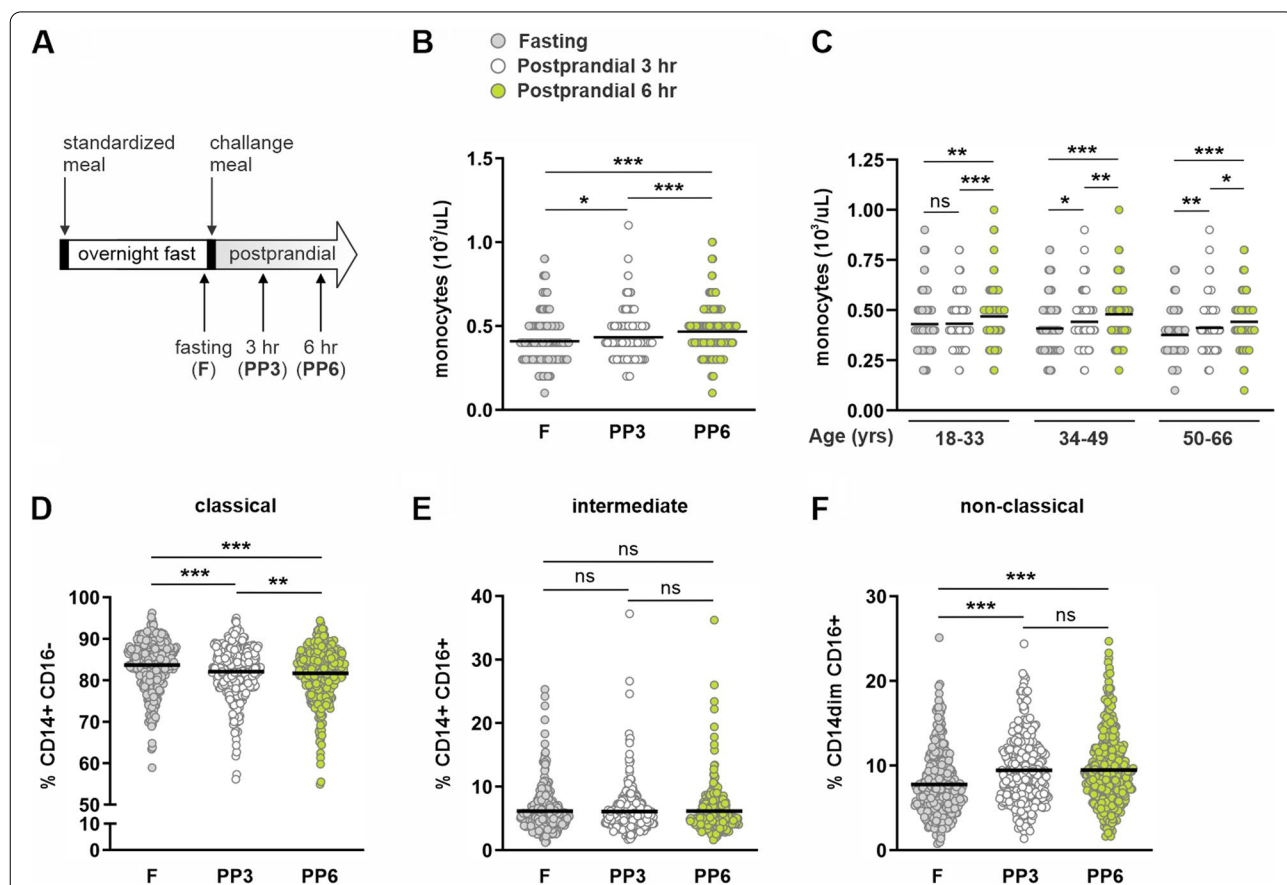 A
standardized
meal
challange
meal
overnight fast
postprandial
fasting
(F)
3 hr
(PP3)
6 hr
(PP6)
B
Fasting
Postprandial 3 hr
Postprandial 6 hr
monocytes (10³/uL)
1.5
1.0
0.5
0.0
***
*
***
F PP3 PP6
C
monocytes (10³/uL)
1.25
1.00
0.75
0.50
0.25
0.00
** *** ***
*** ** *
ns * **
Age (yrs) 18-33 34-49 50-66
D
classical
% CD14+ CD16-
***
*** **
100
90
80
70
60
50
10
0
F PP3 PP6
E
intermediate
% CD14+ CD16+
ns
ns ns
40
30
20
10
0
F PP3 PP6
F
non-classical
% CD14dim CD16+
***
*** ns
30
20
10
0
F PP3 PP6